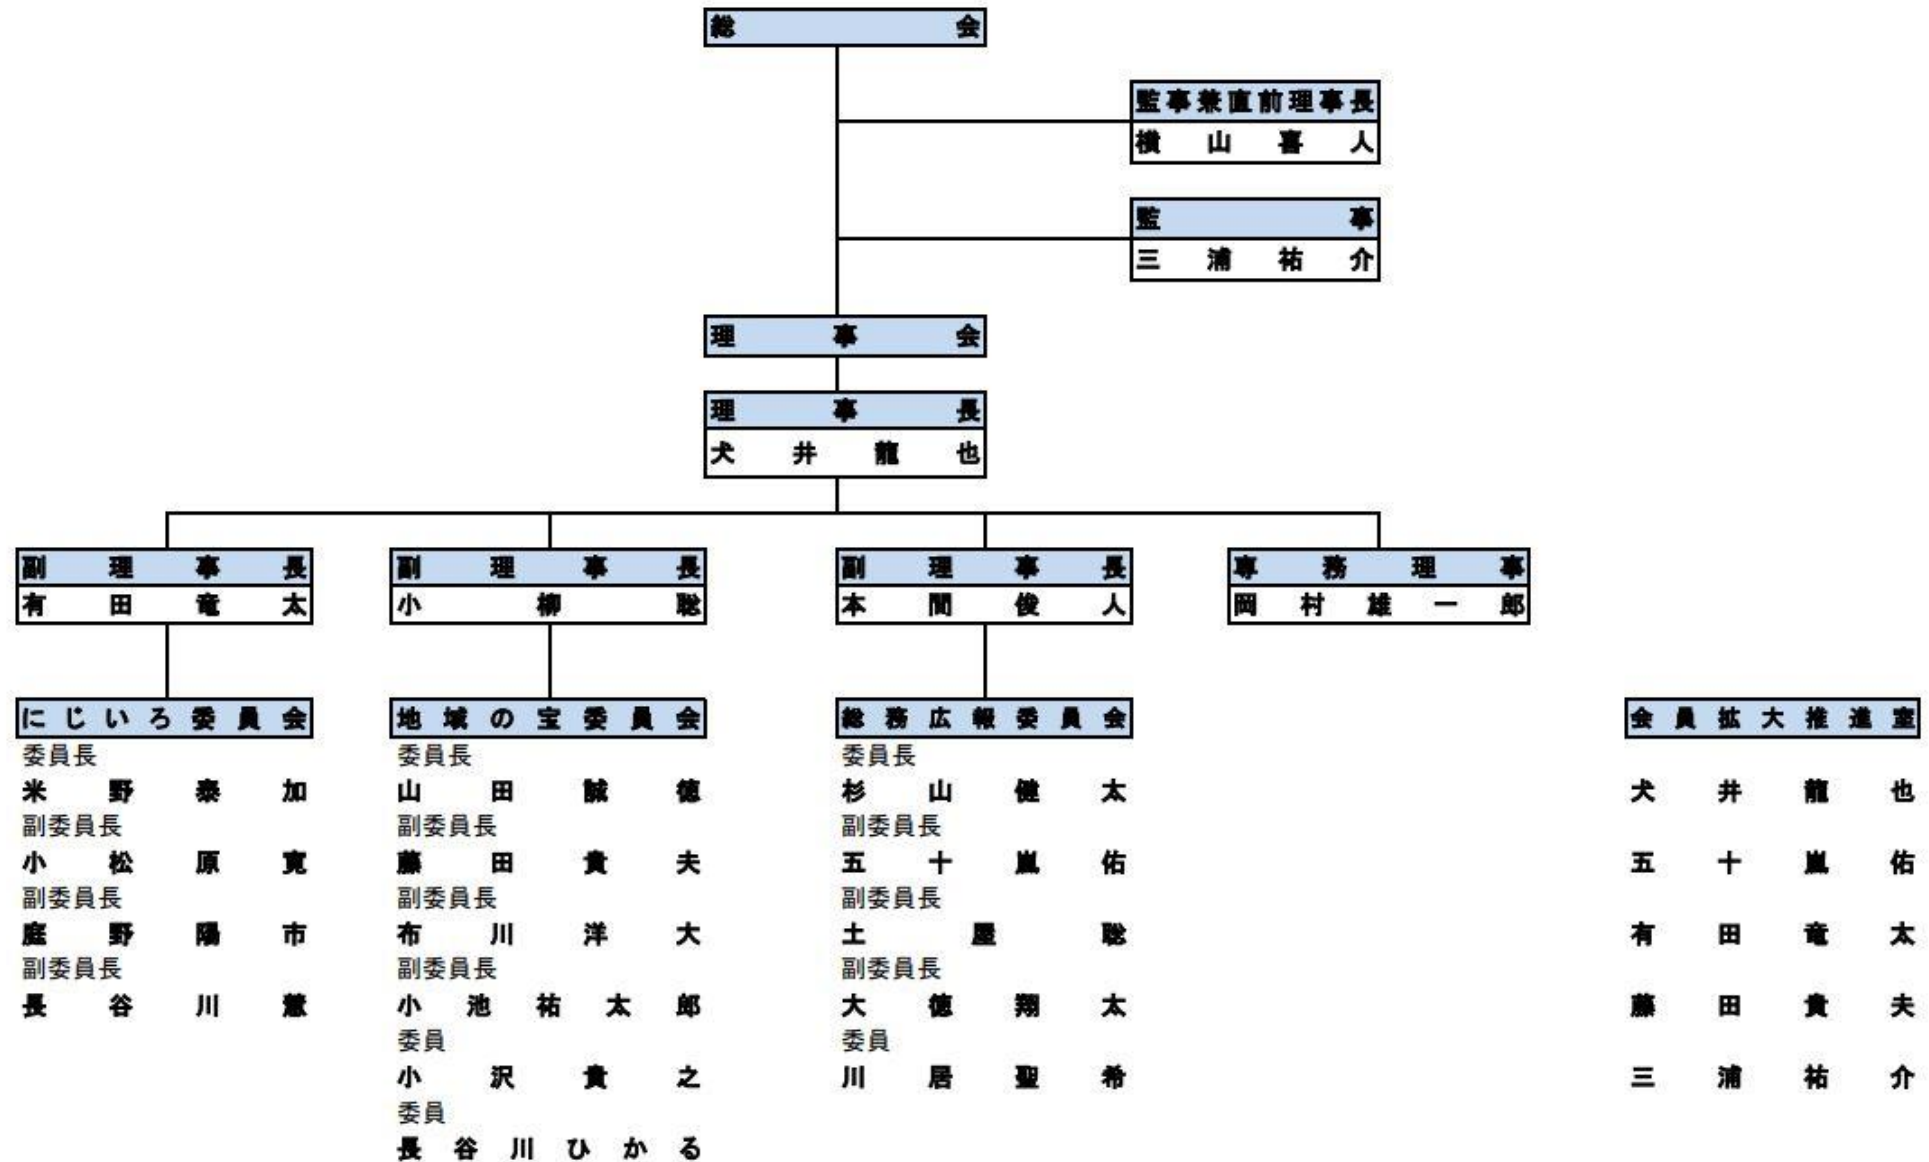 総会
監事兼直前理事長
横山喜人
監事
三浦祐介
理事会
理事長
犬井龍也
副理事長
有田竜太
副理事長
小柳聡
副理事長
本間俊人
専務理事
岡村雄一郎
にじいろ委員会
委員長
米野泰加
副委員長
小松原寛
副委員長
庭野陽市
副委員長
長谷川慧
地域の宝委員会
委員長
山田誠徳
副委員長
藤田貴夫
副委員長
布川洋大
副委員長
小池祐太郎
委員
小沢貴之
委員
長谷川ひかる
総務広報委員会
委員長
杉山健太
副委員長
五十嵐佑
副委員長
土屋聡
副委員長
大徳翔太
委員
川居聖希
会員拡大推進室
犬井龍也
五十嵐佑
有田竜太
藤田貴夫
三浦祐介